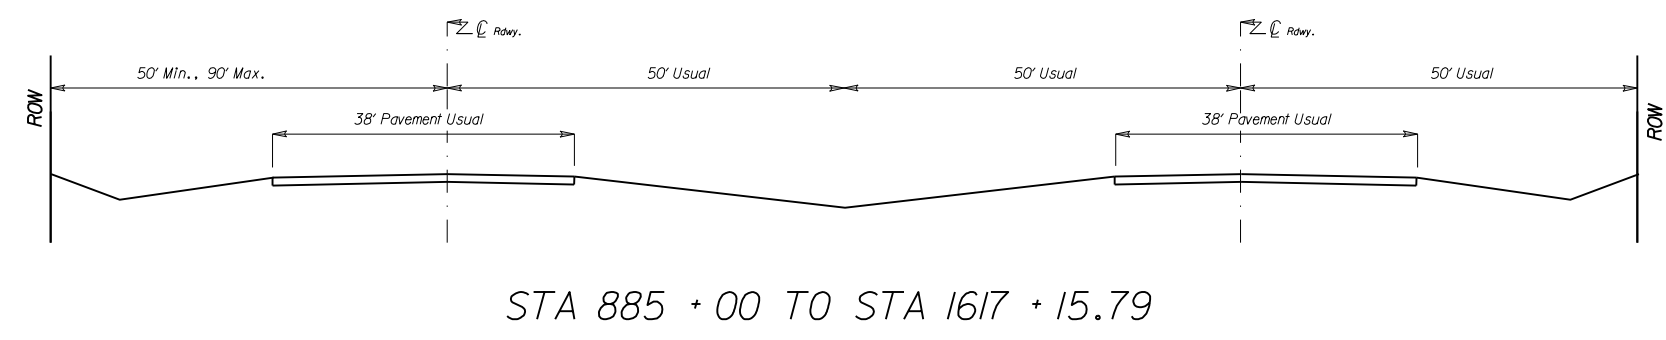 ℄ Rdwy.
℄ Rdwy.
50' Min., 90' Max.
50' Usual
50' Usual
50' Usual
ROW
ROW
38' Pavement Usual
38' Pavement Usual
STA 885 + 00 TO STA 1617 + 15.79